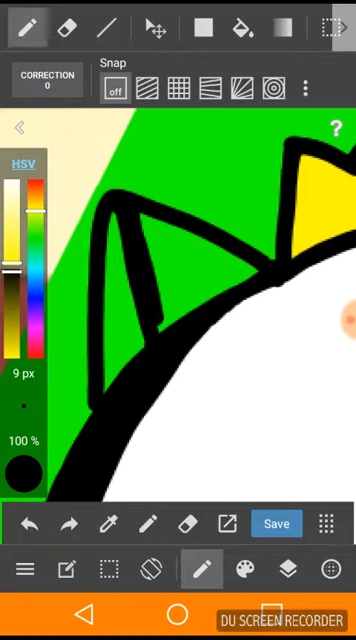 Snap
CORRECTION
0
off
?
HSV
9 px
100 %
Save
DU SCREEN RECORDER